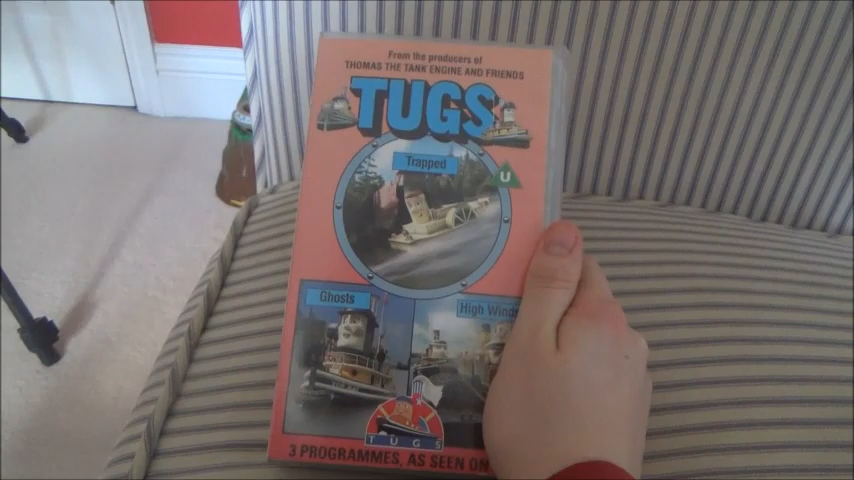 From the producers of
THOMAS THE TANK ENGINE AND FRIENDS
TUGS
Trapped
U
Ghosts
High Winds
TUGS
3 PROGRAMMES, AS SEEN ON